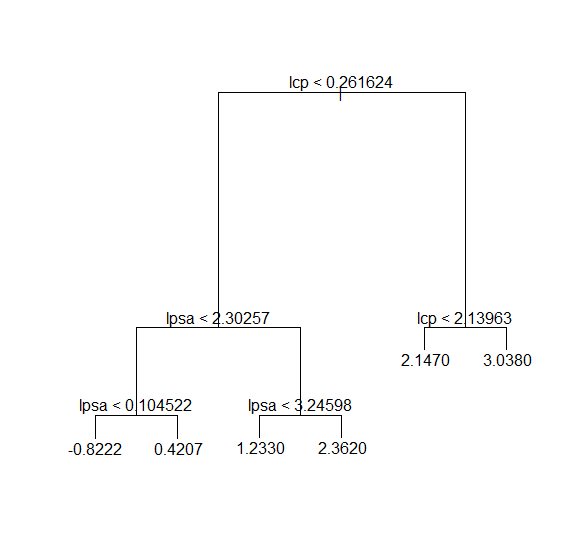 lcp < 0.261624
lpsa < 2.30257
lcp < 2.13963
2.1470
3.0380
lpsa < 0.104522
lpsa < 3.24598
-0.8222
0.4207
1.2330
2.3620